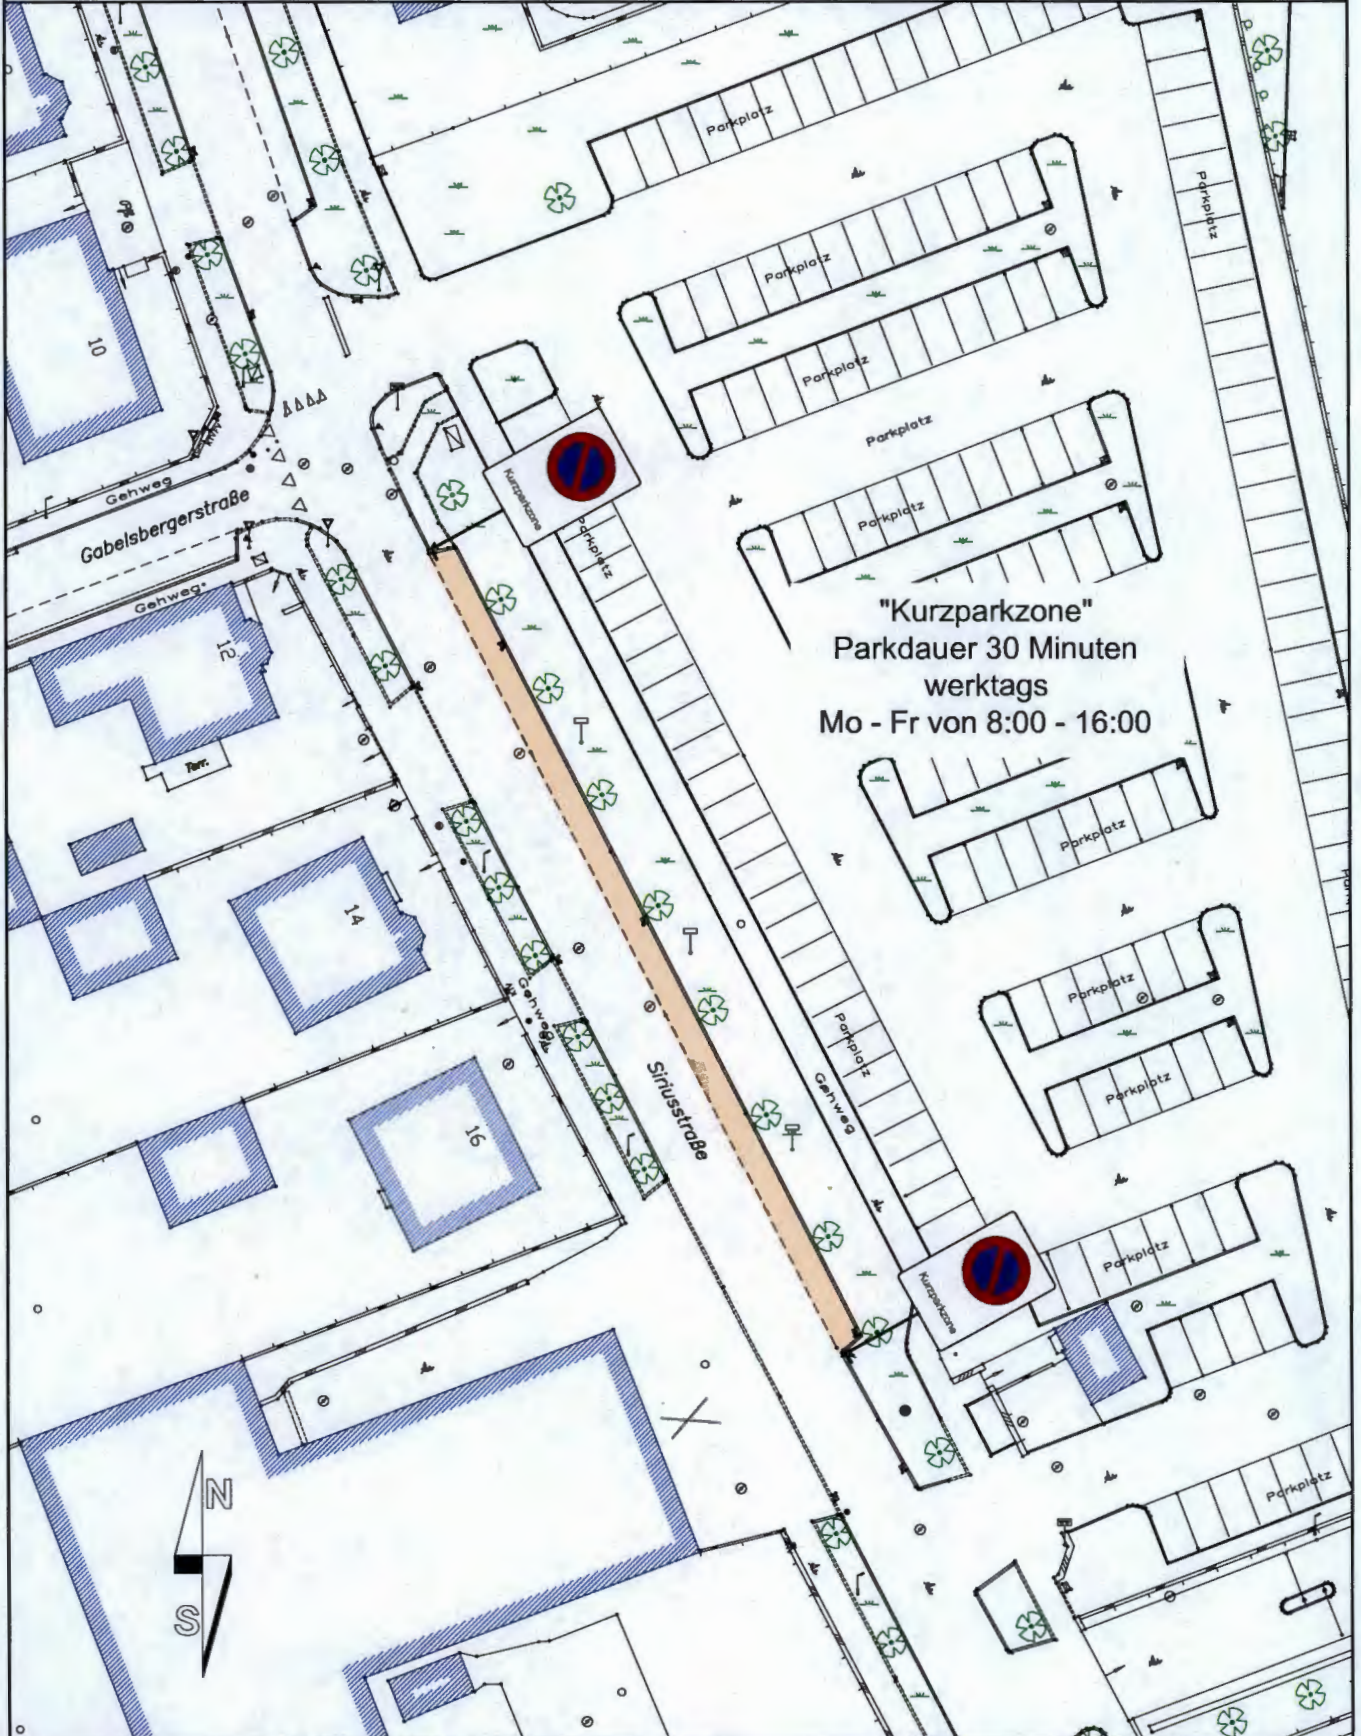 Parkplatz
Parkplatz
Parkplatz
10
Parkplatz
Parkplatz
Kurzparkzone
Gehweg
Gabelsbergerstraße
Parkplatz
Parkplatz
Gehweg
12
"Kurzparkzone"
Parkdauer 30 Minuten
werktags
Mo - Fr von 8:00 - 16:00
Terr.
Parkplatz
14
Gehweg
Parkplatz
Parkplatz
Siriusstraße
Gehweg
Parkplatz
16
Kurzparkzone
Parkplatz
Parkplatz
N
S